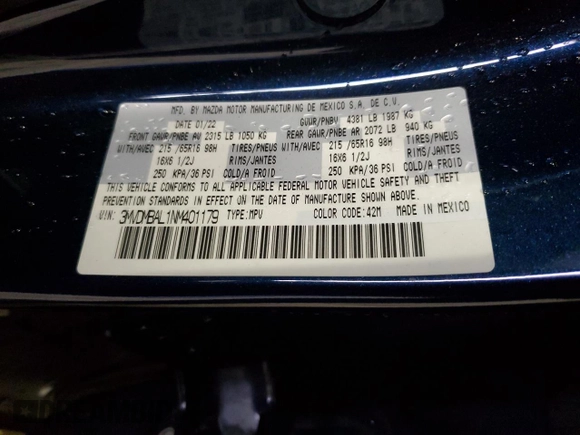 MFD. BY MAZDA MOTOR MANUFACTURING DE MEXICO S.A. DE C.V.
DATE 01/22 GVWR/PNBV 4381 LB 1987 KG
FRONT GAWR/PNBE AV 2315 LB 1050 KG REAR GAWR/PNBE AR 2072 LB 940 KG
WITH/AVEC 215/65R16 98H TIRES/PNEUS WITH/AVEC 215/65R16 98H TIRES/PNEUS
16X6 1/2J RIMS/JANTES 16X6 1/2J RIMS/JANTES
250 KPA/36 PSI COLD/A FROID 250 KPA/36 PSI COLD/A FROID
THIS VEHICLE CONFORMS TO ALL APPLICABLE FEDERAL MOTOR VEHICLE SAFETY AND THEFT
PREVENTION STANDARDS IN EFFECT ON THE DATE OF MANUFACTURE SHOWN ABOVE.
VIN: 3MVDMBAL1NM401179 TYPE: MPV COLOR CODE: 42M MADE IN MEXICO